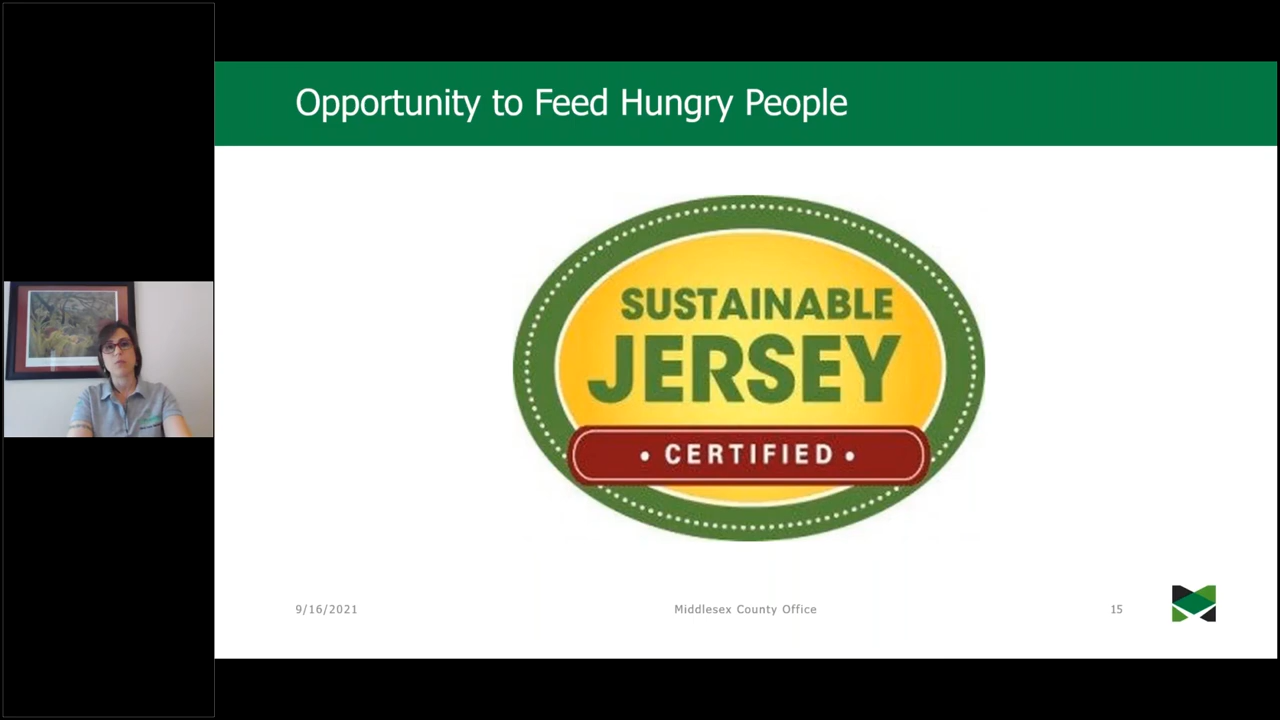 Opportunity to Feed Hungry People
SUSTAINABLE
JERSEY
• CERTIFIED •
9/16/2021
Middlesex County Office
15